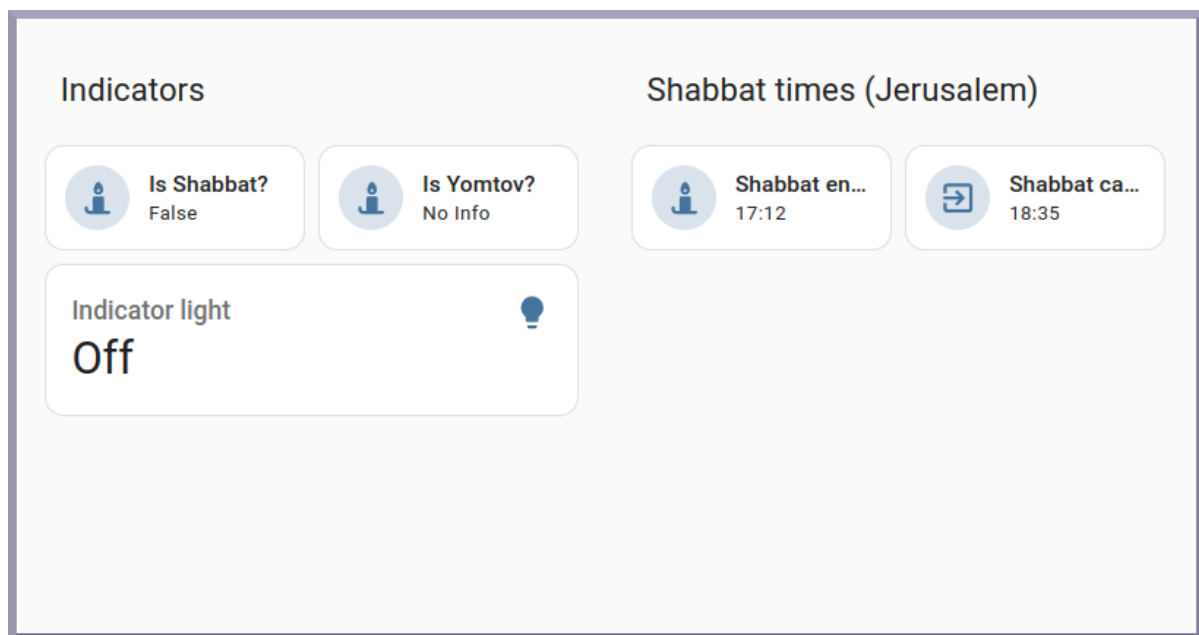 Indicators
Is Shabbat?
False
Is Yomtov?
No Info
Indicator light
Off
Shabbat times (Jerusalem)
Shabbat en...
17:12
Shabbat ca...
18:35